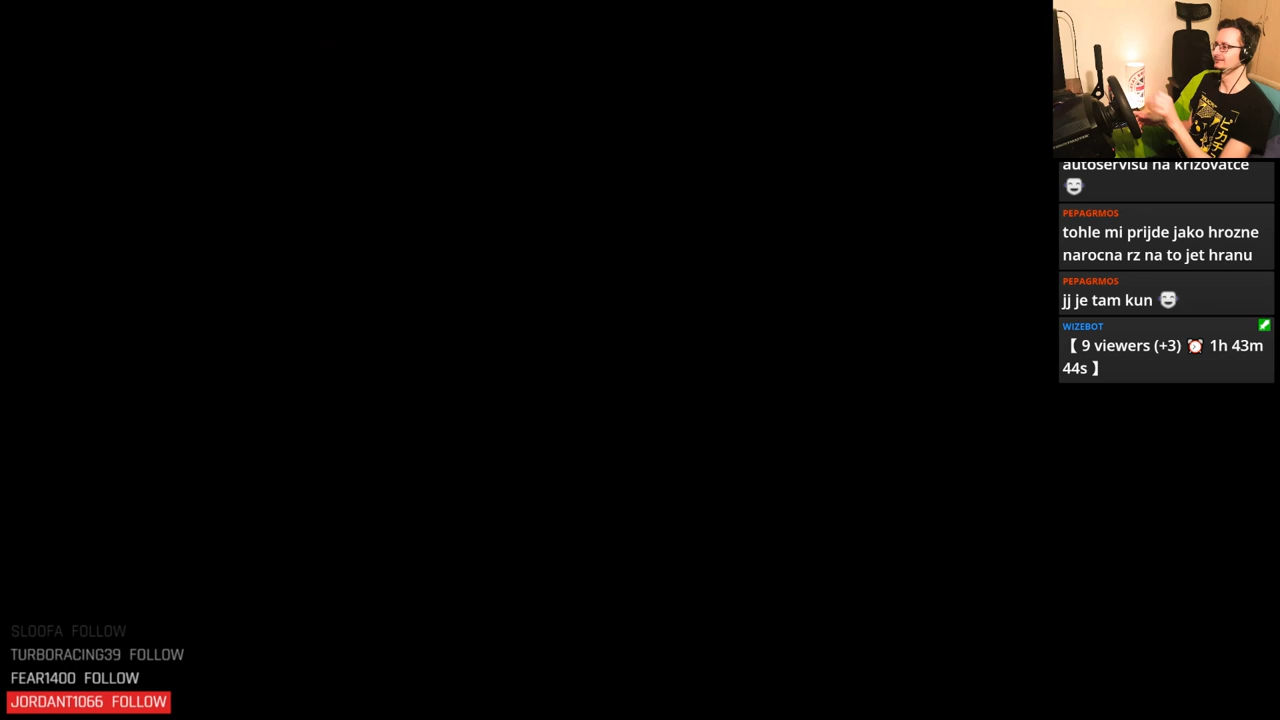 autoservisu na krizovatce
PEPAGRMOS
tohle mi prijde jako hrozne
narocna rz na to jet hranu
PEPAGRMOS
jj je tam kun
WIZEBOT
【 9 viewers (+3) ⏰ 1h 43m
44s 】
SLOOFA FOLLOW
TURBORACING39 FOLLOW
FEAR1400 FOLLOW
JORDANT1066 FOLLOW